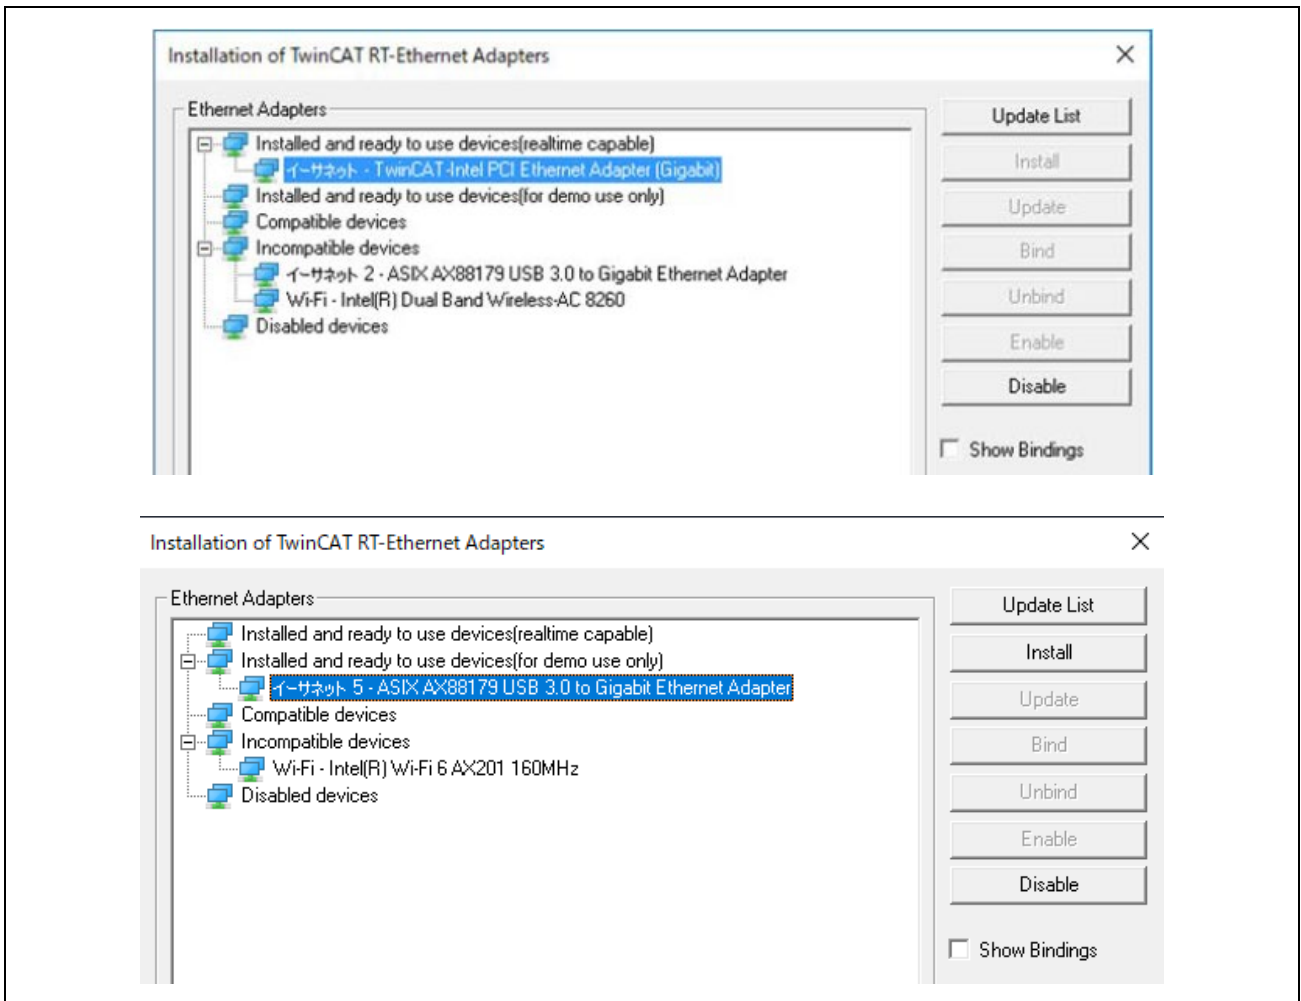 Installation of TwinCAT RT-Ethernet Adapters
Ethernet Adapters
Installed and ready to use devices(realtime capable)
イーサネット - TwinCAT-Intel PCI Ethernet Adapter (Gigabit)
Installed and ready to use devices(for demo use only)
Compatible devices
Incompatible devices
イーサネット 2 - ASIX AX88179 USB 3.0 to Gigabit Ethernet Adapter
Wi-Fi - Intel(R) Dual Band Wireless-AC 8260
Disabled devices
Update List
Install
Update
Bind
Unbind
Enable
Disable
Show Bindings
Installation of TwinCAT RT-Ethernet Adapters
Ethernet Adapters
Installed and ready to use devices(realtime capable)
Installed and ready to use devices(for demo use only)
イーサネット 5 - ASIX AX88179 USB 3.0 to Gigabit Ethernet Adapter
Compatible devices
Incompatible devices
Wi-Fi - Intel(R) Wi-Fi 6 AX201 160MHz
Disabled devices
Update List
Install
Update
Bind
Unbind
Enable
Disable
Show Bindings